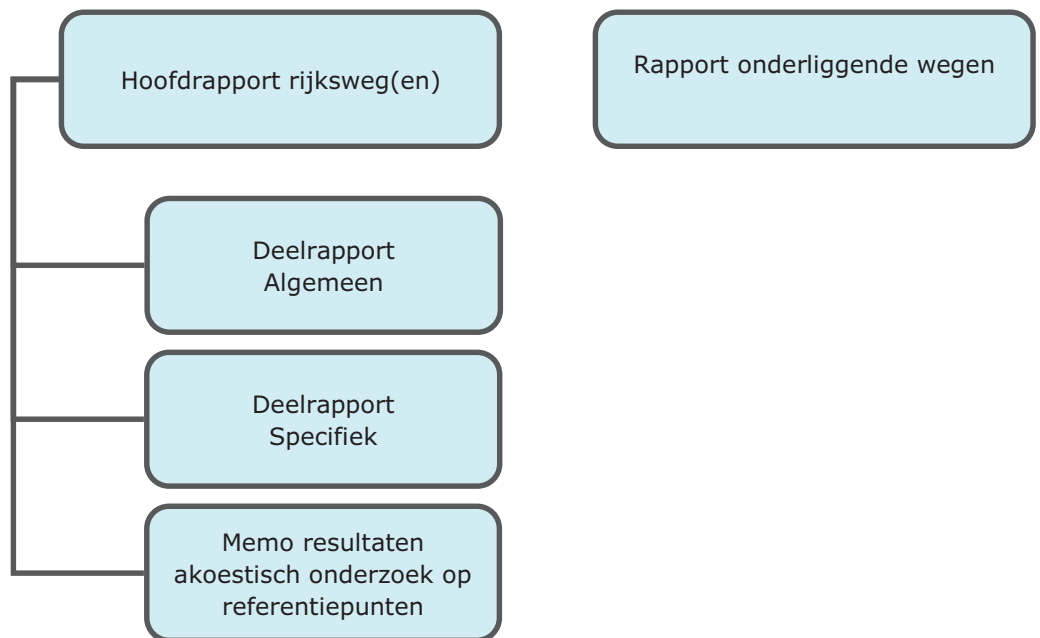 Hoofdrapport rijksweg(en)
Rapport onderliggende wegen
Deelrapport
Algemeen
Deelrapport
Specifiek
Memo resultaten
akoestisch onderzoek op
referentiepunten